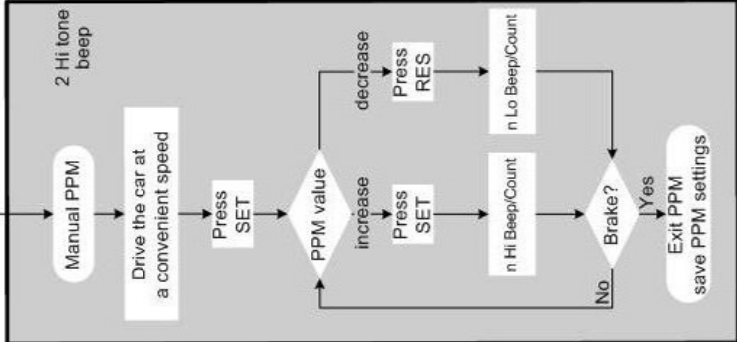 2 Hi tone
beep
Manual PPM
Drive the car at
a convenient speed
Press
SET
PPM value
increase
decrease
Press
SET
Press
RES
n Hi Beep/Count
n Lo Beep/Count
Brake?
No
Yes
Exit PPM
save PPM settings